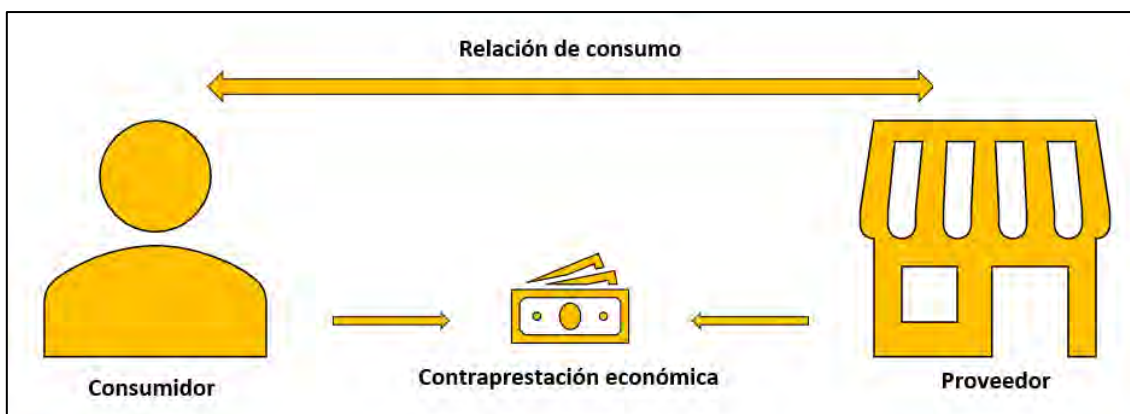 Relación de consumo
Consumidor
Contraprestación económica
Proveedor